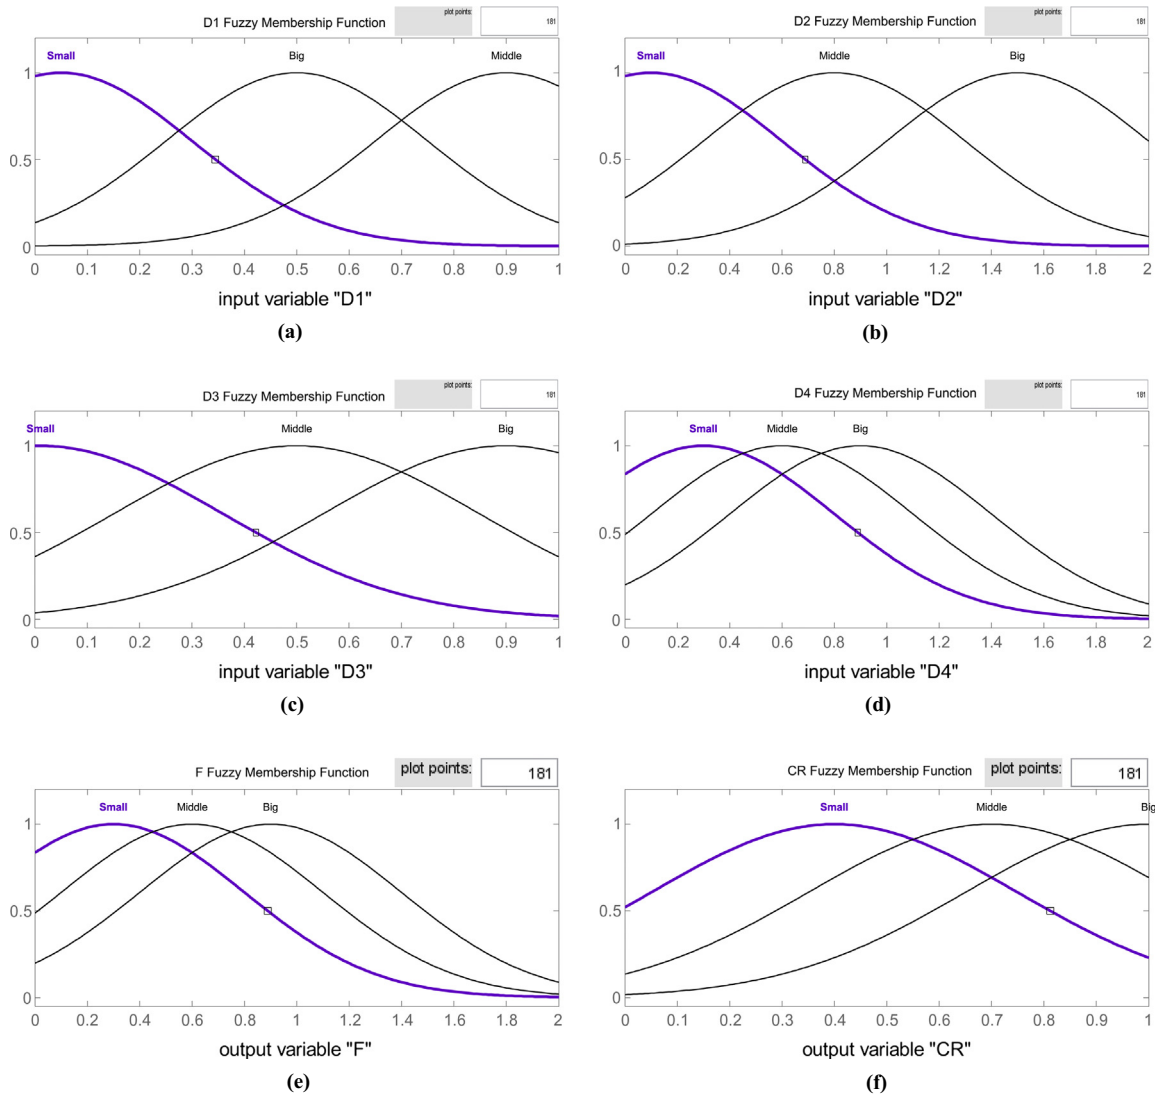 D1 Fuzzy Membership Function plot points: 181
Small Big Middle
1
0.5
0
0 0.1 0.2 0.3 0.4 0.5 0.6 0.7 0.8 0.9 1
input variable "D1"
(a)
D2 Fuzzy Membership Function plot points: 181
Small Middle Big
1
0.5
0
0 0.2 0.4 0.6 0.8 1 1.2 1.4 1.6 1.8 2
input variable "D2"
(b)
D3 Fuzzy Membership Function plot points: 181
Small Middle Big
1
0.5
0
0 0.1 0.2 0.3 0.4 0.5 0.6 0.7 0.8 0.9 1
input variable "D3"
(c)
D4 Fuzzy Membership Function plot points: 181
Small Middle Big
1
0.5
0
0 0.2 0.4 0.6 0.8 1 1.2 1.4 1.6 1.8 2
input variable "D4"
(d)
F Fuzzy Membership Function plot points: 181
Small Middle Big
1
0.5
0
0 0.2 0.4 0.6 0.8 1 1.2 1.4 1.6 1.8 2
output variable "F"
(e)
CR Fuzzy Membership Function plot points: 181
Small Middle Big
1
0.5
0
0 0.1 0.2 0.3 0.4 0.5 0.6 0.7 0.8 0.9 1
output variable "CR"
(f)